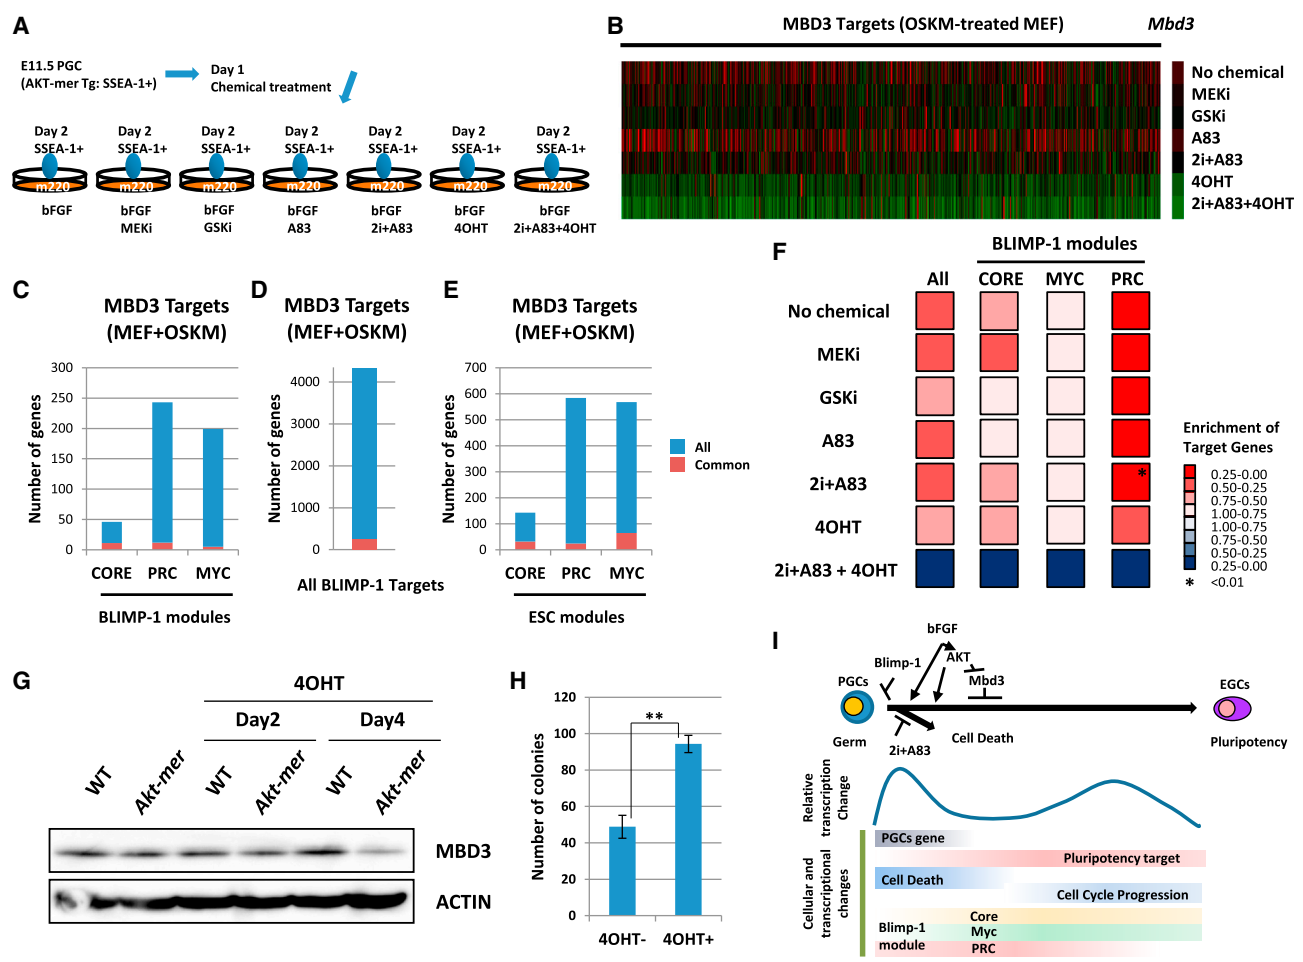 A
E11.5 PGC
(AKT-mer Tg: SSEA-1+)
Day 1
Chemical treatment
Day 2 Day 2 Day 2 Day 2 Day 2 Day 2 Day 2
SSEA-1+ SSEA-1+ SSEA-1+ SSEA-1+ SSEA-1+ SSEA-1+ SSEA-1+
m220 m220 m220 m220 m220 m220 m220
bFGF bFGF bFGF bFGF bFGF bFGF bFGF
MEKi GSKi A83 2i+A83 4OHT 2i+A83+4OHT
B
MBD3 Targets (OSKM-treated MEF) Mbd3
No chemical
MEKi
GSKi
A83
2i+A83
4OHT
2i+A83+4OHT
C
MBD3 Targets
(MEF+OSKM)
Number of genes
300
250
200
150
100
50
0
CORE PRC MYC
BLIMP-1 modules
D
MBD3 Targets
(MEF+OSKM)
Number of genes
4000
3000
2000
1000
0
All BLIMP-1 Targets
E
MBD3 Targets
(MEF+OSKM)
Number of genes
700
600
500
400
300
200
100
0
CORE PRC MYC
ESC modules
All
Common
F
BLIMP-1 modules
All CORE MYC PRC
No chemical
MEKi
GSKi
A83
2i+A83
*
4OHT
2i+A83 + 4OHT
Enrichment of
Target Genes
0.25-0.00
0.50-0.25
0.75-0.50
1.00-0.75
1.00-0.75
0.75-0.50
0.50-0.25
0.25-0.00
* <0.01
G
4OHT
Day2 Day4
WT Akt-mer WT Akt-mer WT Akt-mer
MBD3
ACTIN
H
Number of colonies
120
100
80
60
40
20
0
**
4OHT- 4OHT+
I
bFGF
Blimp-1
AKT
Mbd3
PGCs
EGCs
Germ
Cell Death
Pluripotency
2i+A83
Relative
transcription
Change
Cellular and
transcriptional
changes
PGCs gene
Pluripotency target
Cell Death
Cell Cycle Progression
Blimp-1
module
Core
Myc
PRC